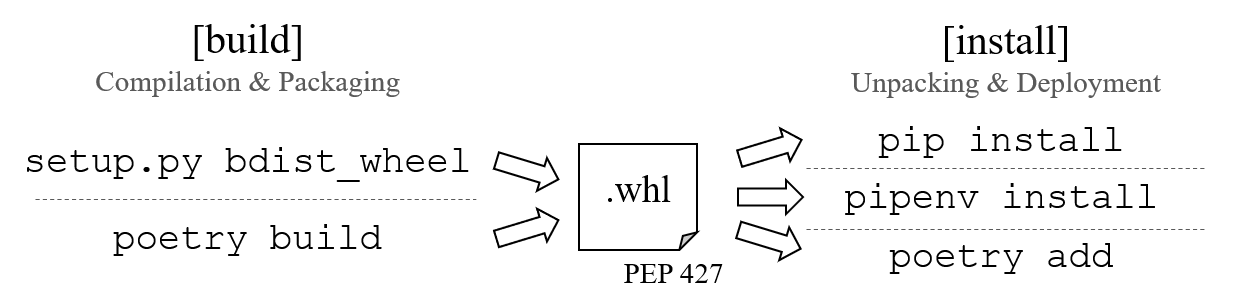 [build]
Compilation & Packaging
setup.py bdist_wheel
poetry build
.whl
PEP 427
[install]
Unpacking & Deployment
pip install
pipenv install
poetry add